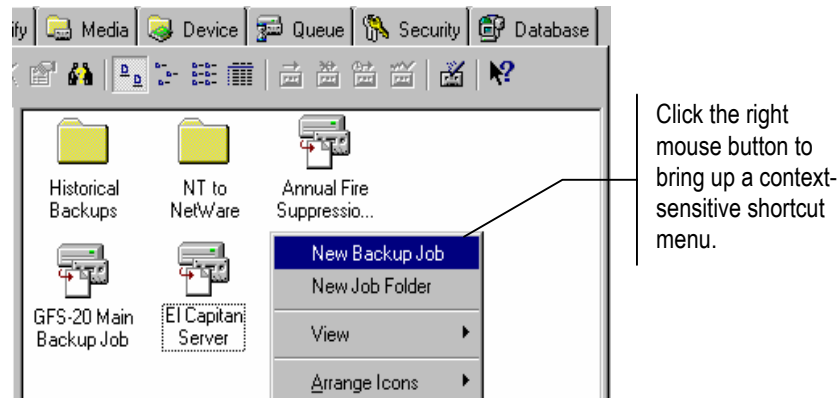 ify Media Device Queue Security Database
Click the right
mouse button to
bring up a context-
sensitive shortcut
menu.
Historical
Backups
NT to
NetWare
Annual Fire
Suppressio...
New Backup Job
New Job Folder
View
Arrange Icons
GFS-20 Main
Backup Job
El Capitan
Server